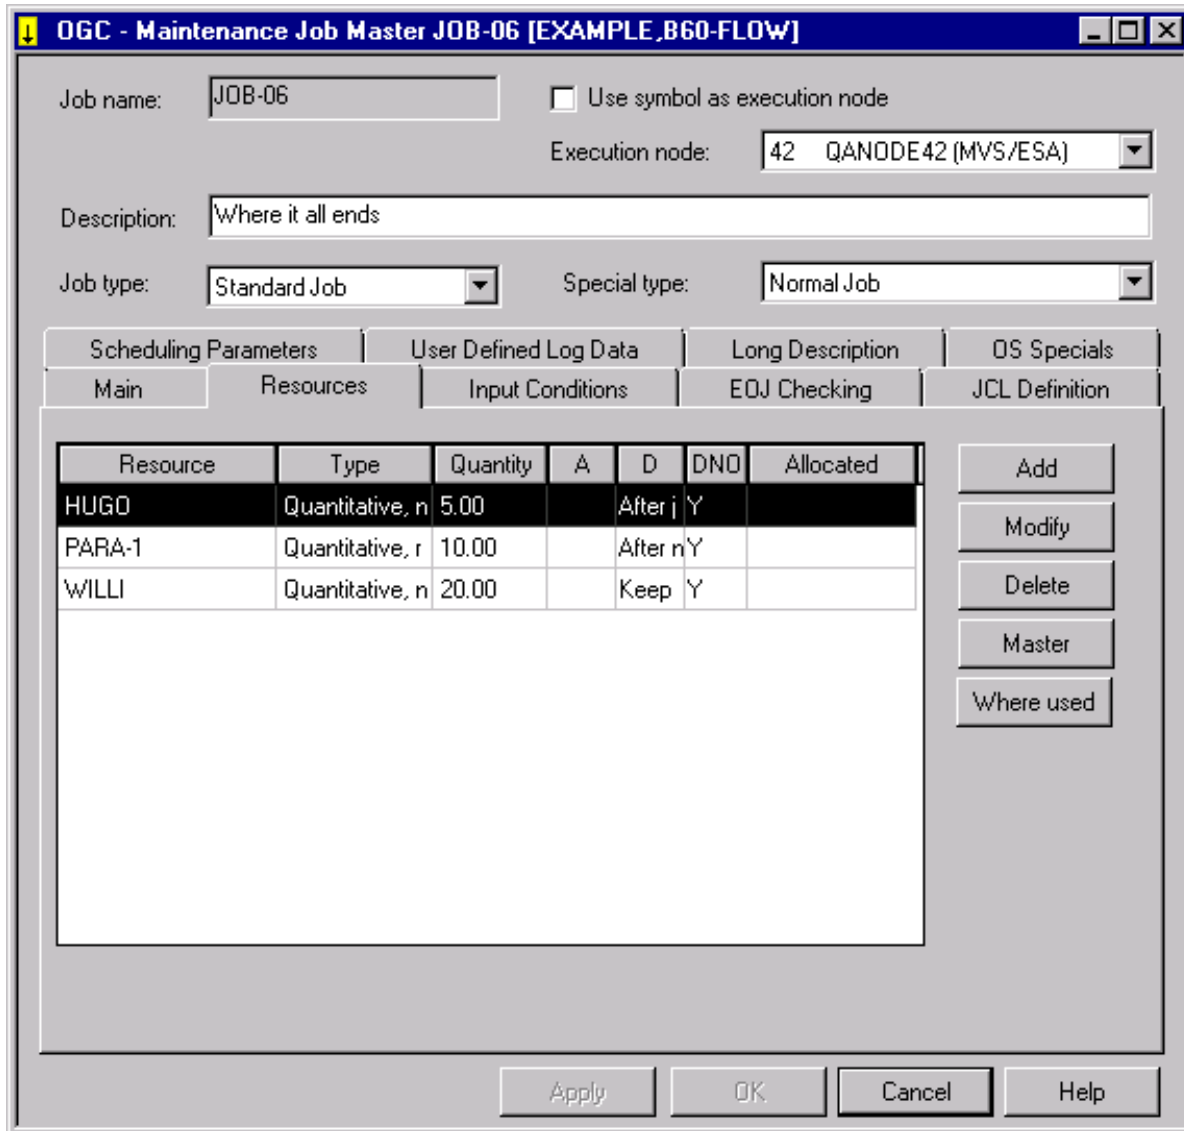 OGC - Maintenance Job Master JOB-06 [EXAMPLE,B60-FLOW]
Job name: JOB-06 Use symbol as execution node
Execution node: 42 QANODE42 (MVS/ESA)
Description: Where it all ends
Job type: Standard Job Special type: Normal Job
Scheduling Parameters User Defined Log Data Long Description OS Specials
Main Resources Input Conditions EOJ Checking JCL Definition
Resource Type Quantity A D DNO Allocated
HUGO Quantitative, n 5.00 After j Y
PARA-1 Quantitative, r 10.00 After n Y
WILLI Quantitative, n 20.00 Keep Y
Add
Modify
Delete
Master
Where used
Apply OK Cancel Help